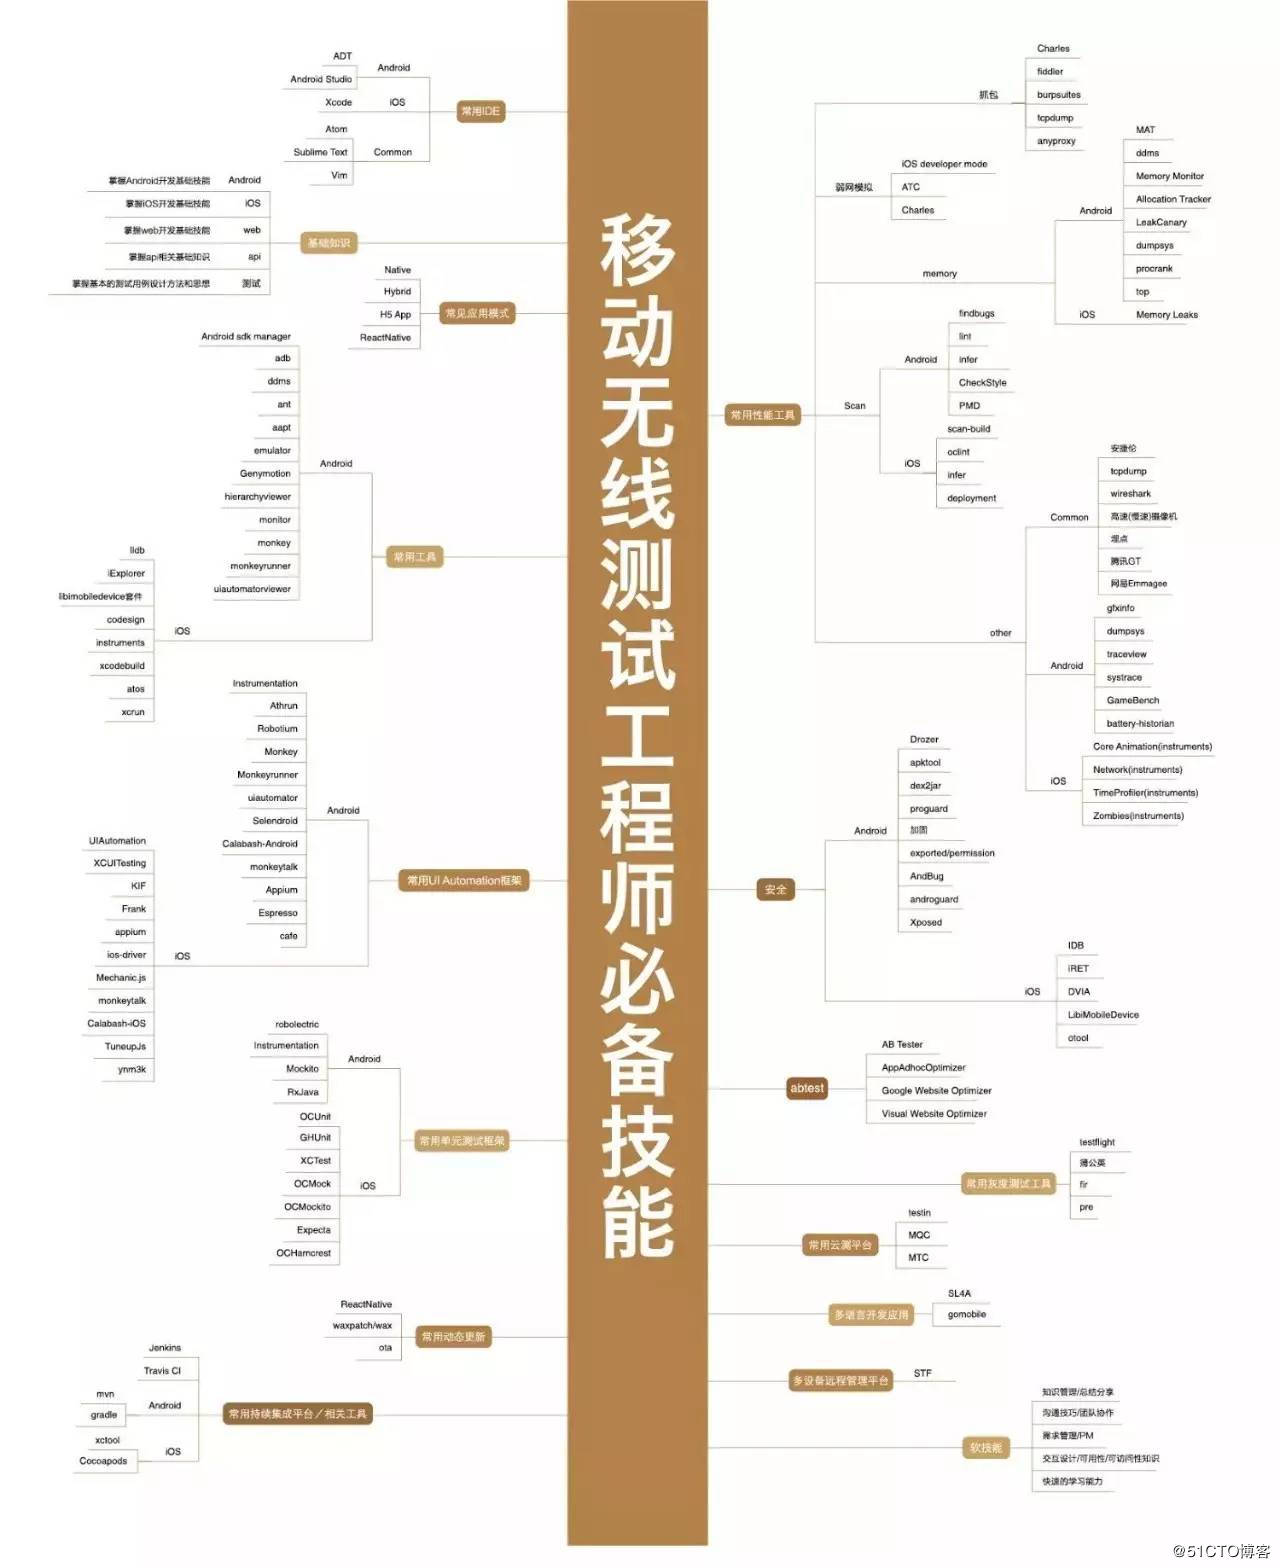 移动无线测试工程师必备技能
常用IDE
Android
ADT
Android Studio
iOS
Xcode
Common
Atom
Sublime Text
Vim
基础知识
Android
掌握Android开发基础技能
iOS
掌握iOS开发基础技能
web
掌握web开发基础技能
api
掌握api相关基础知识
测试
掌握基本的测试用例设计方法和思想
常见应用模式
Native
Hybrid
H5 App
ReactNative
常用工具
Android
Android sdk manager
adb
ddms
ant
aapt
emulator
Genymotion
hierarchyviewer
monitor
monkey
monkeyrunner
uiautomatorviewer
iOS
lldb
iExplorer
libimobiledevice套件
codesign
instruments
xcodebuild
atos
xcrun
常用UI Automation框架
Android
Instrumentation
Athrun
Robotium
Monkey
Monkeyrunner
uiautomator
Selendroid
Calabash-Android
monkeytalk
Appium
Espresso
cafe
iOS
UIAutomation
XCUITesting
KIF
Frank
appium
ios-driver
Mechanic.js
monkeytalk
Calabash-iOS
TuneupJs
ynm3k
常用单元测试框架
Android
robolectric
Instrumentation
Mockito
RxJava
iOS
OCUnit
GHUnit
XCTest
OCMock
OCMockito
Expecta
OCHamcrest
常用动态更新
ReactNative
waxpatch/wax
ota
常用持续集成平台／相关工具
Jenkins
Travis CI
Android
mvn
gradle
iOS
xctool
Cocoapods
常用性能工具
抓包
Charles
fiddler
burpsuites
tcpdump
anyproxy
弱网模拟
iOS developer mode
ATC
Charles
memory
Android
MAT
ddms
Memory Monitor
Allocation Tracker
LeakCanary
dumpsys
procrank
top
iOS
Memory Leaks
Scan
Android
findbugs
lint
infer
CheckStyle
PMD
iOS
scan-build
oclint
infer
deployment
other
Common
安捷伦
tcpdump
wireshark
高速(慢速)摄像机
埋点
腾讯GT
网易Emmagee
Android
gfxinfo
dumpsys
traceview
systrace
GameBench
battery-historian
iOS
Core Animation(instruments)
Network(instruments)
TimeProfiler(instruments)
Zombies(instruments)
安全
Android
Drozer
apktool
dex2jar
proguard
加固
exported/permission
AndBug
androguard
Xposed
iOS
IDB
iRET
DVIA
LibiMobileDevice
otool
abtest
AB Tester
AppAdhocOptimizer
Google Website Optimizer
Visual Website Optimizer
常用灰度测试工具
testflight
蒲公英
fir
pre
常用云测平台
testin
MQC
MTC
多语言开发应用
SL4A
gomobile
多设备远程管理平台
STF
软技能
知识管理/总结分享
沟通技巧/团队协作
需求管理/PM
交互设计/可用性/可访问性知识
快速的学习能力
@51CTO博客